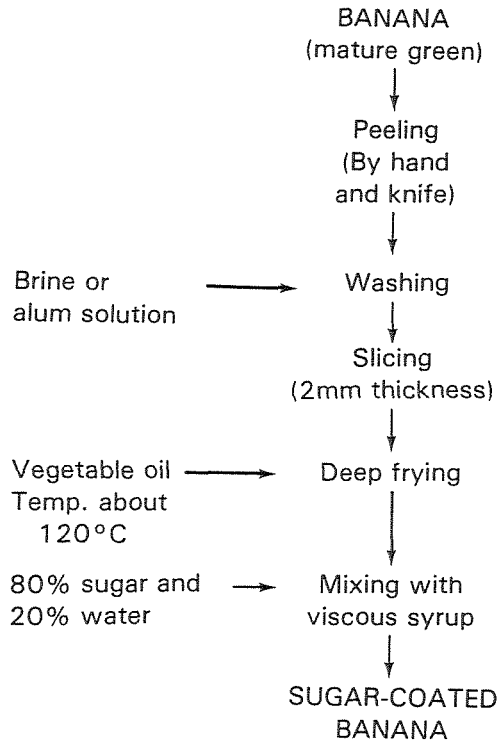 BANANA
(mature green)
Peeling
(By hand
and knife)
Brine or
alum solution
Washing
Slicing
(2mm thickness)
Vegetable oil
Temp. about
120°C
Deep frying
80% sugar and
20% water
Mixing with
viscous syrup
SUGAR-COATED
BANANA